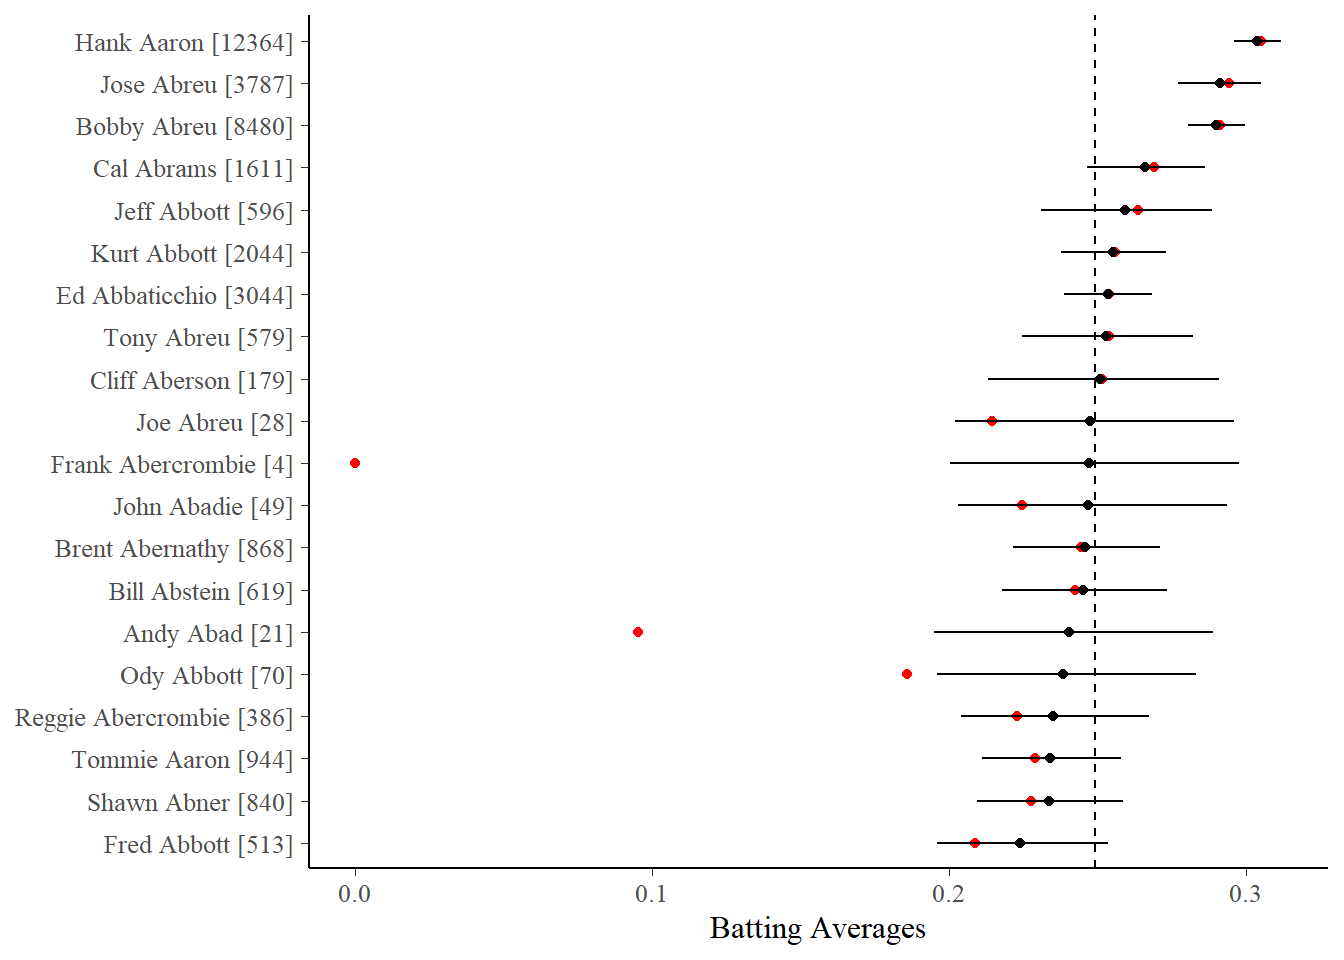 Hank Aaron [12364]
Jose Abreu [3787]
Bobby Abreu [8480]
Cal Abrams [1611]
Jeff Abbott [596]
Kurt Abbott [2044]
Ed Abbaticchio [3044]
Tony Abreu [579]
Cliff Aberson [179]
Joe Abreu [28]
Frank Abercrombie [4]
John Abadie [49]
Brent Abernathy [868]
Bill Abstein [619]
Andy Abad [21]
Ody Abbott [70]
Reggie Abercrombie [386]
Tommie Aaron [944]
Shawn Abner [840]
Fred Abbott [513]
0.0 0.1 0.2 0.3
Batting Averages